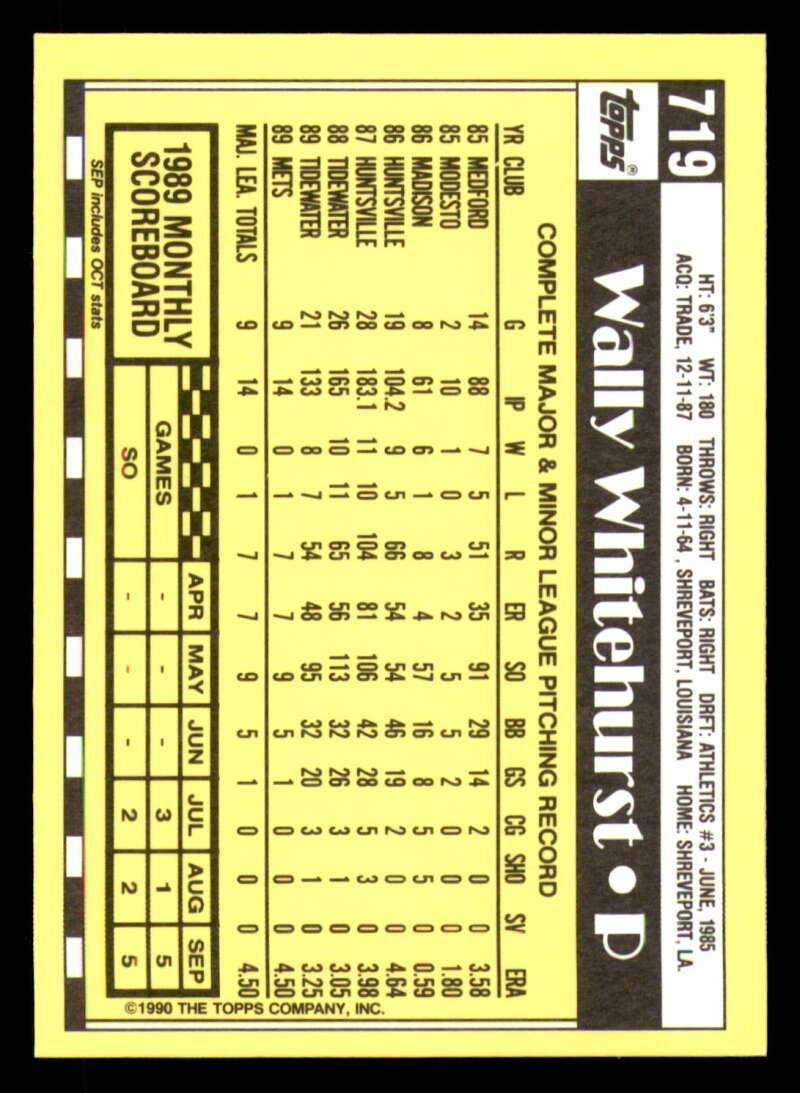 719
topps®
HT: 6'3" WT: 180 THROWS: RIGHT BATS: RIGHT DRFT: ATHLETICS #3 - JUNE, 1985
ACQ: TRADE, 12-11-87 BORN: 4-11-64, SHREVEPORT, LOUISIANA HOME: SHREVEPORT, LA.
Wally Whitehurst • P
COMPLETE MAJOR & MINOR LEAGUE PITCHING RECORD
YR CLUB G IP W L R ER SO BB GS CG SHO SV ERA
85 MEDFORD 14 88 7 5 51 35 91 29 14 2 0 0 3.58
85 MODESTO 2 10 1 0 3 2 5 5 2 0 0 0 1.80
86 MADISON 8 61 6 1 8 4 57 16 8 5 5 0 0.59
86 HUNTSVILLE 19 104.2 9 5 66 54 54 46 19 2 0 0 4.64
87 HUNTSVILLE 28 183.1 11 10 104 81 106 42 28 5 3 0 3.98
88 TIDEWATER 26 165 10 11 65 56 113 32 26 3 1 0 3.05
89 TIDEWATER 21 133 8 7 54 48 95 32 20 3 1 0 3.25
89 METS 9 14 0 1 7 7 9 5 1 0 0 0 4.50
MAJ. LEA. TOTALS 9 14 0 1 7 7 9 5 1 0 0 0 4.50
1989 MONTHLY
SCOREBOARD
APR MAY JUN JUL AUG SEP
GAMES - - - 3 1 5
SO - - - 2 2 5
SEP includes OCT stats
©1990 THE TOPPS COMPANY, INC.